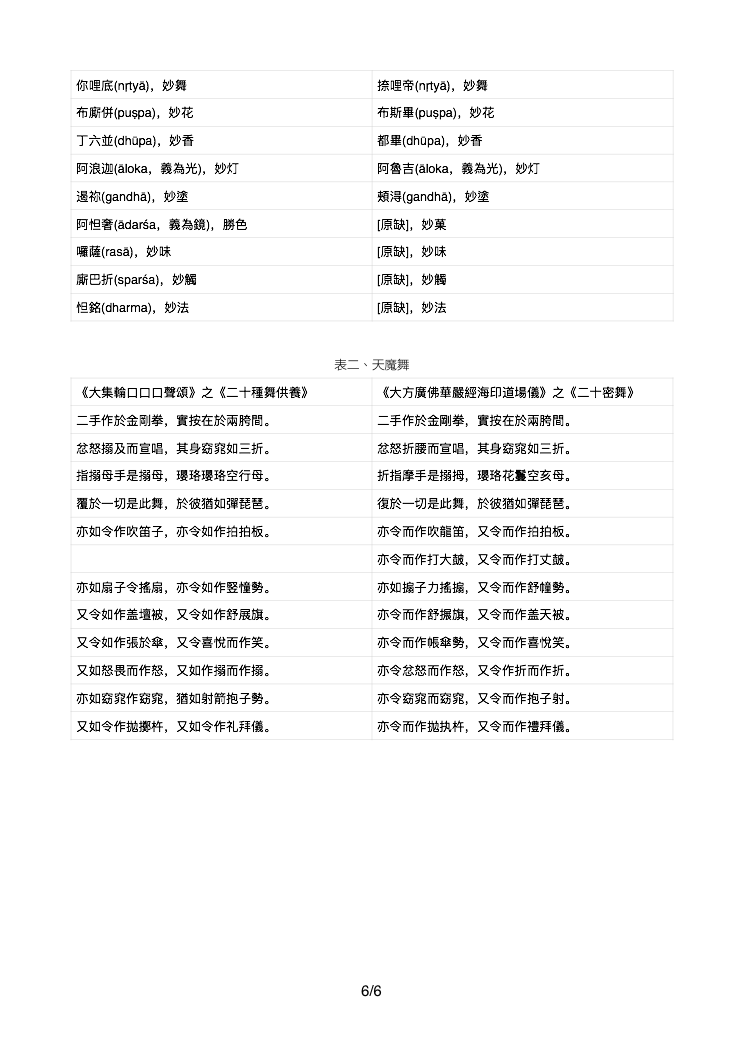 你哩底(nṛtyā)，妙舞 捺哩帝(nṛtyā)，妙舞
布廝併(puṣpa)，妙花 布斯畢(puṣpa)，妙花
丁六並(dhūpa)，妙香 都畢(dhūpa)，妙香
阿浪迦(āloka，義為光)，妙灯 阿魯吉(āloka，義為光)，妙灯
邊祢(gandhā)，妙塗 頰淂(gandhā)，妙塗
阿怛奢(ādarśa，義為鏡)，勝色 [原缺]，妙菓
囉薩(rasā)，妙味 [原缺]，妙味
廝巴折(sparśa)，妙觸 [原缺]，妙觸
怛銘(dharma)，妙法 [原缺]，妙法
表二、天魔舞
《大集輪口口口聲頌》之《二十種舞供養》 《大方廣佛華嚴經海印道場儀》之《二十密舞》
二手作於金剛拳，實按在於兩胯間。 二手作於金剛拳，實按在於兩胯間。
忿怒搦及而宣唱，其身窈窕如三折。 忿怒折腰而宣唱，其身窈窕如三折。
指搦母手是搦母，瓔珞瓔珞空行母。 折指摩手是搦拇，瓔珞花鬘空亥母。
覆於一切是此舞，於彼猶如彈琵琶。 復於一切是此舞，於彼猶如彈琵琶。
亦如令作吹笛子，亦令如作拍拍板。 亦令而作吹龍笛，又令而作拍拍板。
亦令而作打大皷，又令而作打丈皷。
亦如扇子令搖扇，亦令如作竪憧勢。 亦如搧子力搖搧，又令而作舒幢勢。
又令如作盖壇被，又令如作舒展旗。 亦令而作舒搌旗，又令而作盖天被。
又令如作張於傘，又令喜悅而作笑。 亦令而作帳傘勢，又令而作喜悅笑。
又如怒畏而作怒，又如作搦而作搦。 亦令忿怒而作怒，又令作折而作折。
亦如窈窕作窈窕，猶如射箭抱子勢。 亦令窈窕而窈窕，又令而作抱子射。
又如令作抛擲杵，又如令作礼拜儀。 亦令而作抛执杵，又令而作禮拜儀。
6/6